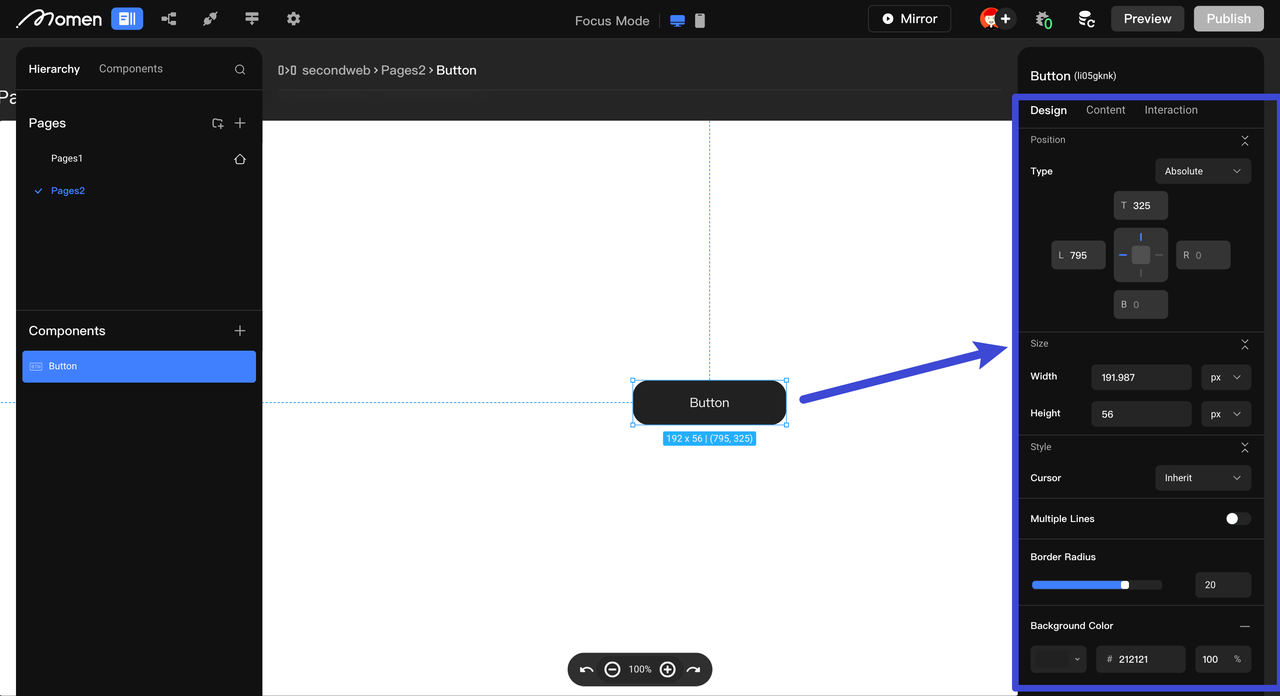 Momen
Focus Mode
Mirror
0
Preview
Publish
Hierarchy
Components
secondweb › Pages2 › Button
Pa
Pages
Pages1
Pages2
Components
BTN
Button
Button
192 x 56 | (795, 325)
100%
Button (li05gknk)
Design
Content
Interaction
Position
Type
Absolute
T 325
L 795
R 0
B 0
Size
Width
191.987
px
Height
56
px
Style
Cursor
Inherit
Multiple Lines
Border Radius
20
Background Color
# 212121
100 %